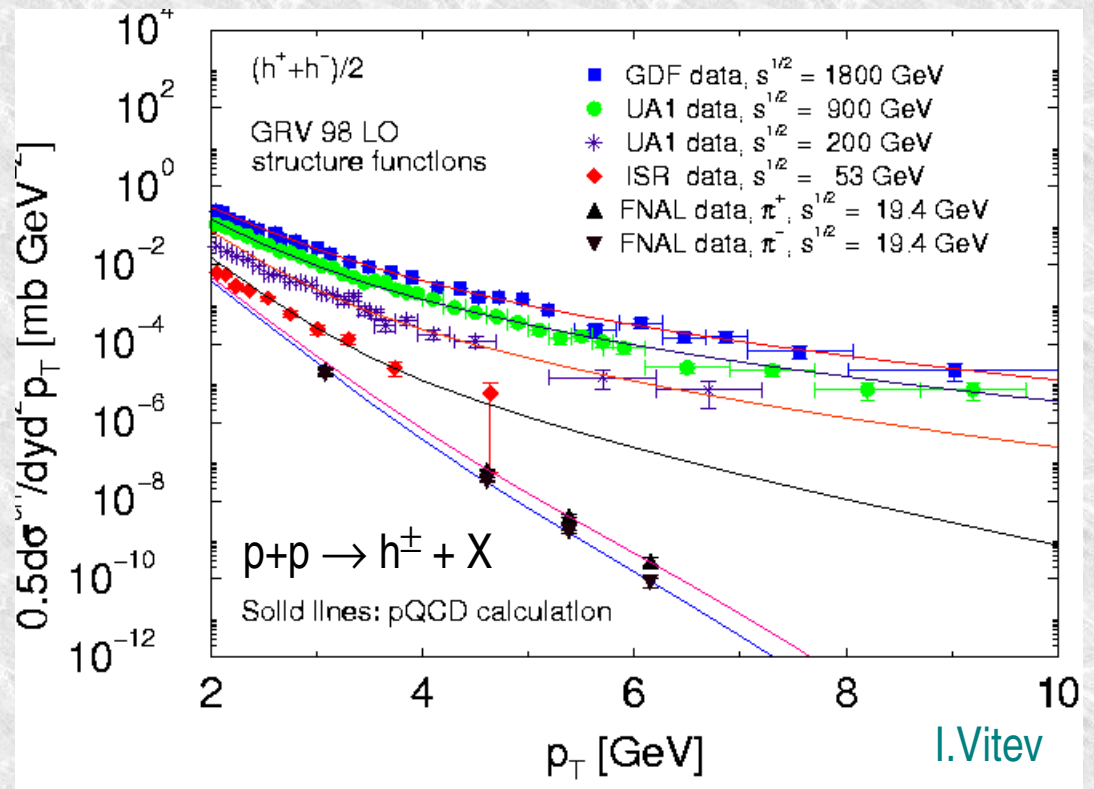 (h⁺+h⁻)/2
GRV 98 LO
structure functions
GDF data, s^1/2 = 1800 GeV
UA1 data, s^1/2 = 900 GeV
UA1 data, s^1/2 = 200 GeV
ISR data, s^1/2 = 53 GeV
FNAL data, π⁺, s^1/2 = 19.4 GeV
FNAL data, π⁻, s^1/2 = 19.4 GeV
10⁴
10²
10⁰
10⁻²
10⁻⁴
10⁻⁶
10⁻⁸
10⁻¹⁰
10⁻¹²
/dyd²p_T [mb GeV⁻²]
p+p → h± + X
Solid lines: pQCD calculation
2 4 6 8 10
p_T [GeV]
I.Vitev